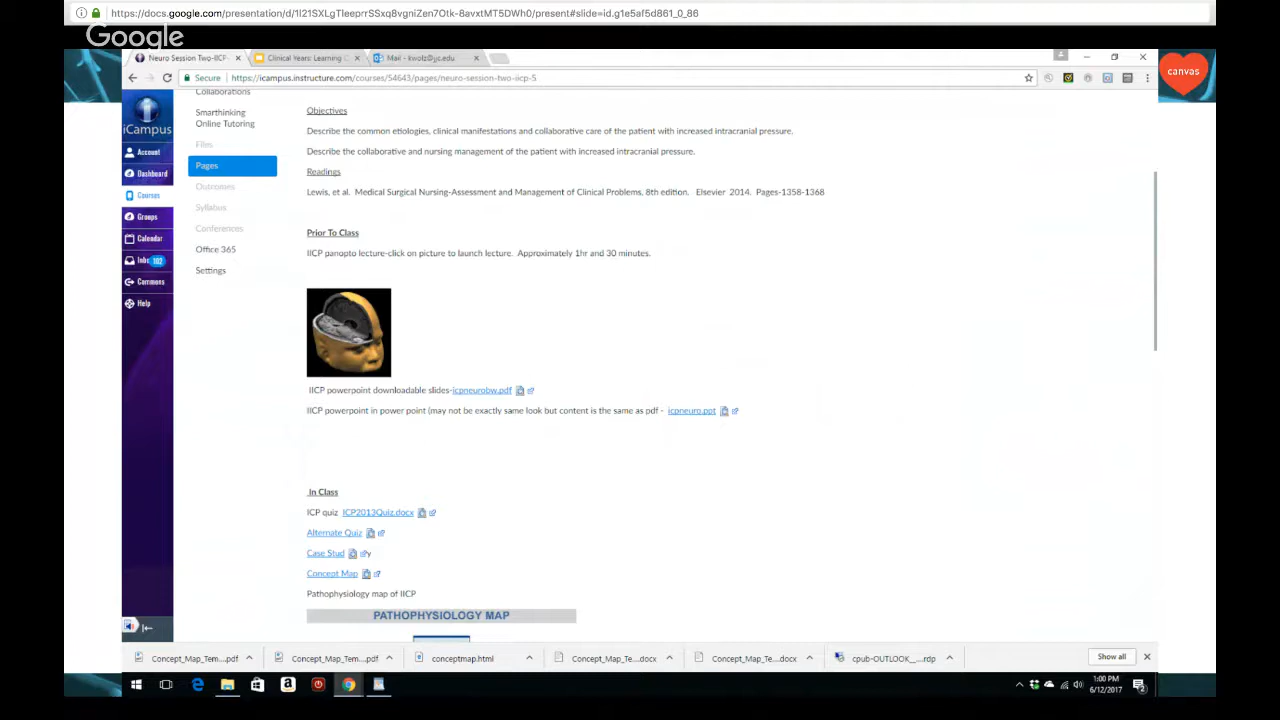 https://docs.google.com/presentation/d/1l21SXLgTleeprrSSxq8vgniZen7Otk-8avxtMT5DWh0/present#slide=id.g1e5af5d861_0_86
Google
Neuro Session Two-IICP-
Clinical Years: Learning C
Mail - kwolz@jjc.edu
canvas
Secure
https://icampus.instructure.com/courses/54643/pages/neuro-session-two-iicp-5
iCampus
Account
Dashboard
Courses
Groups
Calendar
Inbo 102
Commons
Help
Collaborations
Smarthinking
Online Tutoring
Files
Pages
Outcomes
Syllabus
Conferences
Office 365
Settings
Objectives
Describe the common etiologies, clinical manifestations and collaborative care of the patient with increased intracranial pressure.
Describe the collaborative and nursing management of the patient with increased intracranial pressure.
Readings
Lewis, et al. Medical Surgical Nursing-Assessment and Management of Clinical Problems. 8th edition. Elsevier 2014. Pages-1358-1368
Prior To Class
IICP panopto lecture-click on picture to launch lecture. Approximately 1hr and 30 minutes.
IICP powerpoint downloadable slides-icpneurobw.pdf
IICP powerpoint in power point (may not be exactly same look but content is the same as pdf - icpneuro.ppt
In Class
ICP quiz ICP2013Quiz.docx
Alternate Quiz
Case Study
Concept Map
Pathophysiology map of IICP
PATHOPHYSIOLOGY MAP
Concept_Map_Tem....pdf
Concept_Map_Tem....pdf
conceptmap.html
Concept_Map_Te....docx
Concept_Map_Te....docx
cpub-OUTLOOK__....rdp
Show all
1:00 PM
6/12/2017
2